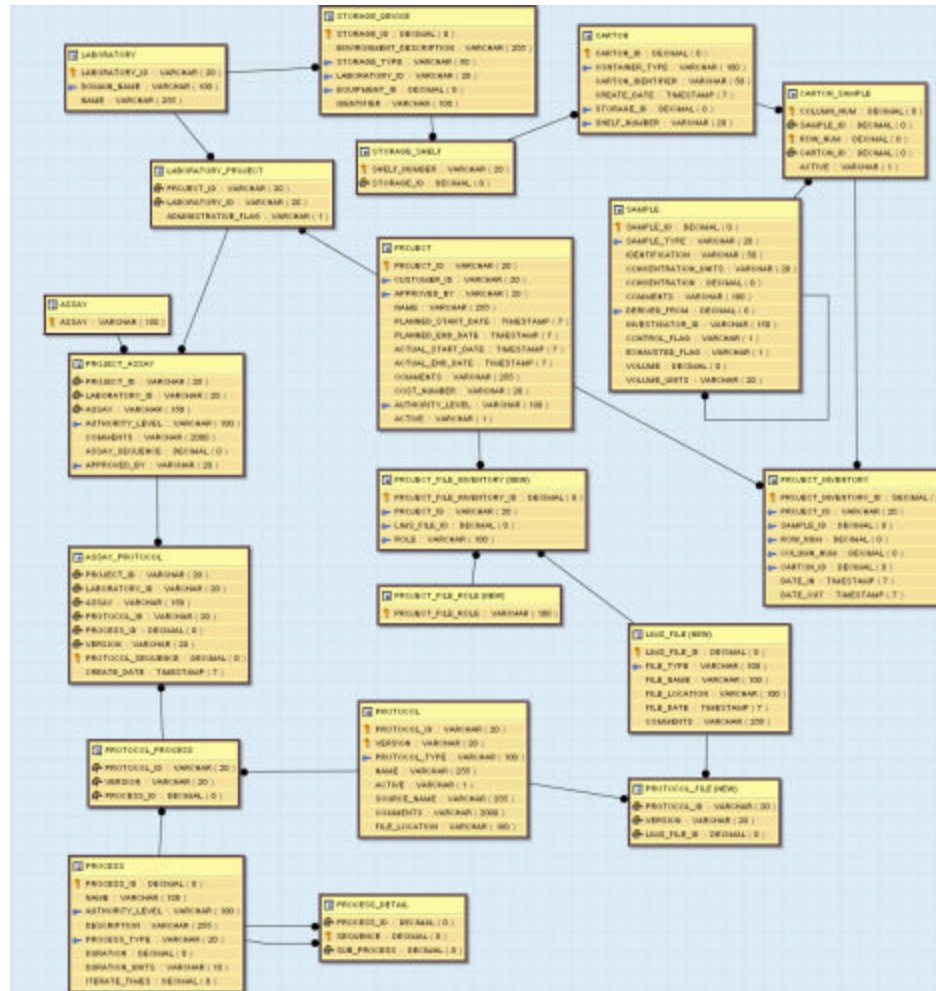 STORAGE_DEVICE
STORAGE_ID : DECIMAL ( 0 )
ENVIRONMENT_DESCRIPTION : VARCHAR ( 255 )
STORAGE_TYPE : VARCHAR ( 50 )
LABORATORY_ID : VARCHAR ( 20 )
EQUIPMENT_ID : DECIMAL ( 0 )
IDENTIFIER : VARCHAR ( 100 )
CARTON
CARTON_ID : DECIMAL ( 0 )
CONTAINER_TYPE : VARCHAR ( 100 )
CARTON_IDENTIFIER : VARCHAR ( 50 )
CREATE_DATE : TIMESTAMP ( 7 )
STORAGE_ID : DECIMAL ( 0 )
SHELF_NUMBER : VARCHAR ( 20 )
LABORATORY
LABORATORY_ID : VARCHAR ( 20 )
DOMAIN_NAME : VARCHAR ( 100 )
NAME : VARCHAR ( 255 )
CARTON_SAMPLE
COLUMN_NUM : DECIMAL ( 0 )
SAMPLE_ID : DECIMAL ( 0 )
ROW_NUM : DECIMAL ( 0 )
CARTON_ID : DECIMAL ( 0 )
ACTIVE : VARCHAR ( 1 )
STORAGE_SHELF
SHELF_NUMBER : VARCHAR ( 20 )
STORAGE_ID : DECIMAL ( 0 )
LABORATORY_PROJECT
PROJECT_ID : VARCHAR ( 20 )
LABORATORY_ID : VARCHAR ( 20 )
ADMINISTRATIVE_FLAG : VARCHAR ( 1 )
SAMPLE
SAMPLE_ID : DECIMAL ( 0 )
SAMPLE_TYPE : VARCHAR ( 20 )
IDENTIFICATION : VARCHAR ( 50 )
CONCENTRATION_UNITS : VARCHAR ( 20 )
CONCENTRATION : DECIMAL ( 0 )
COMMENTS : VARCHAR
DERIVED_FROM : DECIMAL ( 0 )
INVESTIGATOR_ID : VARCHAR
CONTROL_FLAG : VARCHAR ( 1 )
EXHAUSTED_FLAG : VARCHAR ( 1 )
VOLUME : DECIMAL ( 0 )
VOLUME_UNITS : VARCHAR ( 20 )
PROJECT
PROJECT_ID : VARCHAR ( 20 )
CUSTOMER_ID : VARCHAR ( 20 )
APPROVED_BY : VARCHAR ( 20 )
NAME : VARCHAR ( 255 )
PLANNED_START_DATE : TIMESTAMP ( 7 )
PLANNED_END_DATE : TIMESTAMP ( 7 )
ACTUAL_START_DATE : TIMESTAMP ( 7 )
ACTUAL_END_DATE : TIMESTAMP ( 7 )
COMMENTS : VARCHAR ( 255 )
COST_NUMBER : VARCHAR ( 20 )
AUTHORITY_LEVEL : VARCHAR ( 100 )
ACTIVE : VARCHAR ( 1 )
ASSAY
ASSAY : VARCHAR
PROJECT_ASSAY
PROJECT_ID : VARCHAR ( 20 )
LABORATORY_ID : VARCHAR ( 20 )
ASSAY : VARCHAR
AUTHORITY_LEVEL : VARCHAR ( 100 )
COMMENTS : VARCHAR ( 2000 )
ASSAY_SEQUENCE : DECIMAL ( 0 )
APPROVED_BY : VARCHAR ( 20 )
PROJECT_FILE_INVENTORY (NEW)
PROJECT_FILE_INVENTORY_ID : DECIMAL ( 0 )
PROJECT_ID : VARCHAR ( 20 )
LIMS_FILE_ID : DECIMAL ( 0 )
ROLE : VARCHAR ( 100 )
PROJECT_INVENTORY
PROJECT_INVENTORY_ID : DECIMAL (
PROJECT_ID : VARCHAR ( 20 )
SAMPLE_ID : DECIMAL ( 0 )
ROW_NUM : DECIMAL ( 0 )
COLUMN_NUM : DECIMAL ( 0 )
CARTON_ID : DECIMAL ( 0 )
DATE_IN : TIMESTAMP ( 7 )
DATE_OUT : TIMESTAMP ( 7 )
ASSAY_PROTOCOL
PROJECT_ID : VARCHAR ( 20 )
LABORATORY_ID : VARCHAR ( 20 )
ASSAY : VARCHAR
PROTOCOL_ID : VARCHAR ( 20 )
PROCESS_ID : DECIMAL ( 0 )
VERSION : VARCHAR ( 20 )
PROTOCOL_SEQUENCE : DECIMAL ( 0 )
CREATE_DATE : TIMESTAMP ( 7 )
PROJECT_FILE_ROLE (NEW)
PROJECT_FILE_ROLE : VARCHAR ( 100 )
LIMS_FILE (NEW)
LIMS_FILE_ID : DECIMAL ( 0 )
FILE_TYPE : VARCHAR ( 100 )
FILE_NAME : VARCHAR ( 100 )
FILE_LOCATION : VARCHAR ( 100 )
FILE_DATE : TIMESTAMP ( 7 )
COMMENTS : VARCHAR ( 255 )
PROTOCOL
PROTOCOL_ID : VARCHAR ( 20 )
VERSION : VARCHAR ( 20 )
PROTOCOL_TYPE : VARCHAR ( 100 )
NAME : VARCHAR ( 255 )
ACTIVE : VARCHAR ( 1 )
SOURCE_NAME : VARCHAR ( 255 )
COMMENTS : VARCHAR ( 2000 )
FILE_LOCATION : VARCHAR ( 100 )
PROTOCOL_PROCESS
PROTOCOL_ID : VARCHAR ( 20 )
VERSION : VARCHAR ( 20 )
PROCESS_ID : DECIMAL ( 0 )
PROTOCOL_FILE (NEW)
PROTOCOL_ID : VARCHAR ( 20 )
VERSION : VARCHAR ( 20 )
LIMS_FILE_ID : DECIMAL ( 0 )
PROCESS
PROCESS_ID : DECIMAL ( 0 )
NAME : VARCHAR ( 100 )
AUTHORITY_LEVEL : VARCHAR ( 100 )
DESCRIPTION : VARCHAR ( 255 )
PROCESS_TYPE : VARCHAR ( 20 )
DURATION : DECIMAL ( 0 )
DURATION_UNITS : VARCHAR ( 10 )
ITERATE_TIMES : DECIMAL ( 0 )
PROCESS_DETAIL
PROCESS_ID : DECIMAL ( 0 )
SEQUENCE : DECIMAL ( 0 )
SUB_PROCESS : DECIMAL ( 0 )